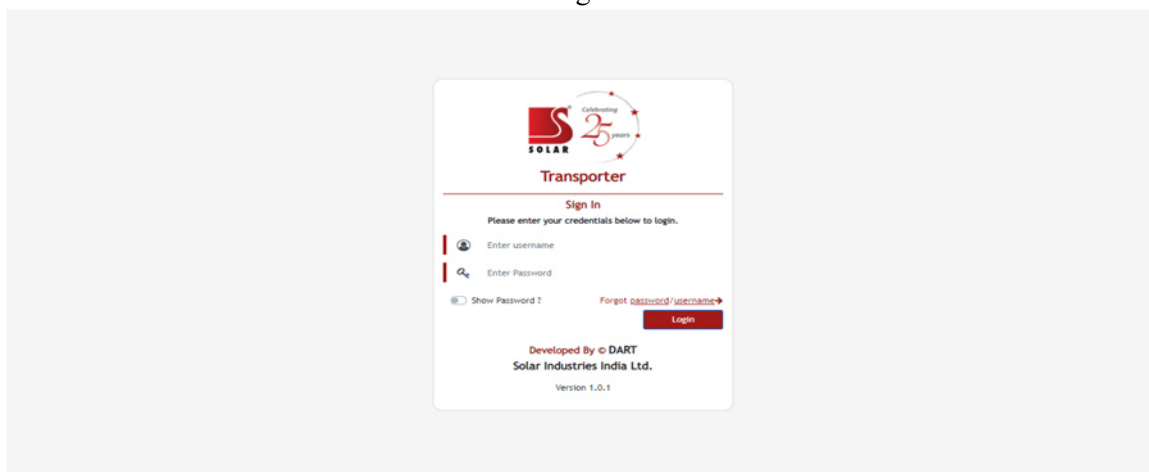 Celebrating
25 years
SOLAR
Transporter
Sign In
Please enter your credentials below to login.
Enter username
Enter Password
Show Password ?
Forgot password/username
Login
Developed By © DART
Solar Industries India Ltd.
Version 1.0.1